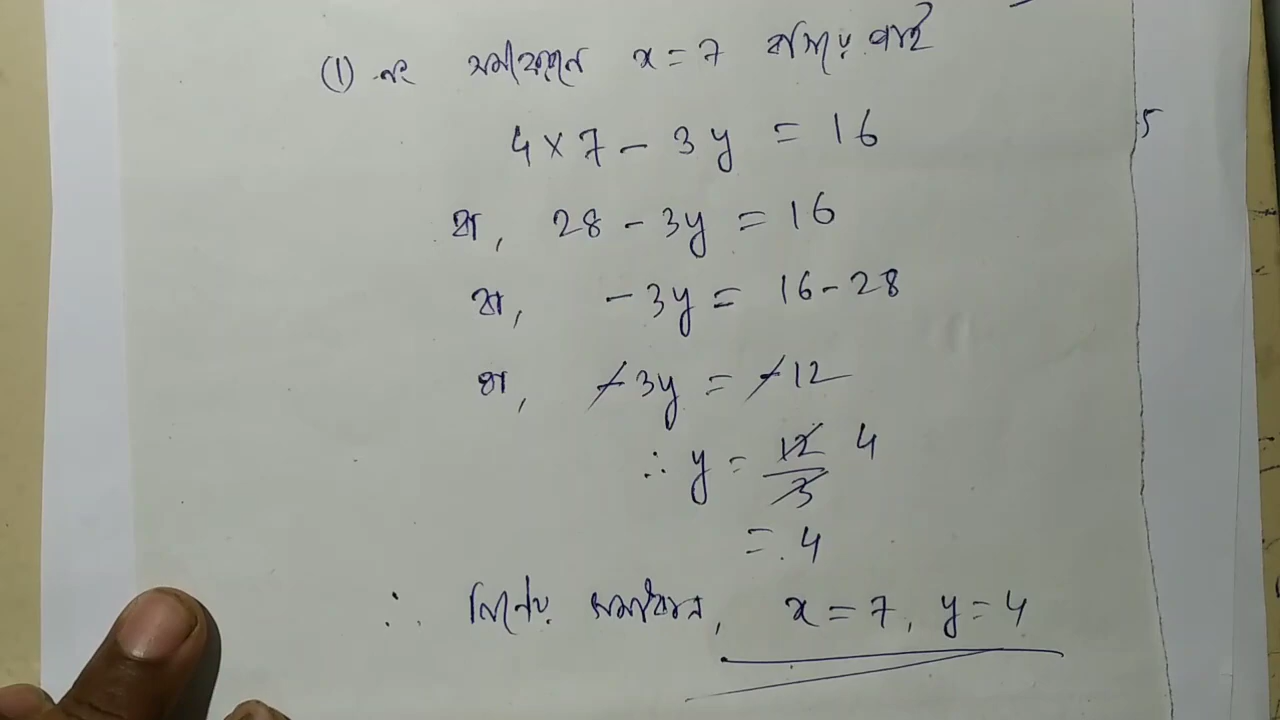 (1) নং সমীকরণে x = 7 বসিয়ে পাই
4 × 7 - 3y = 16
বা, 28 - 3y = 16
বা, - 3y = 16 - 28
বা, - 3y = - 12
∴ y = 12/3 4
= 4
∴ নির্ণেয় সমাধান, x = 7, y = 4